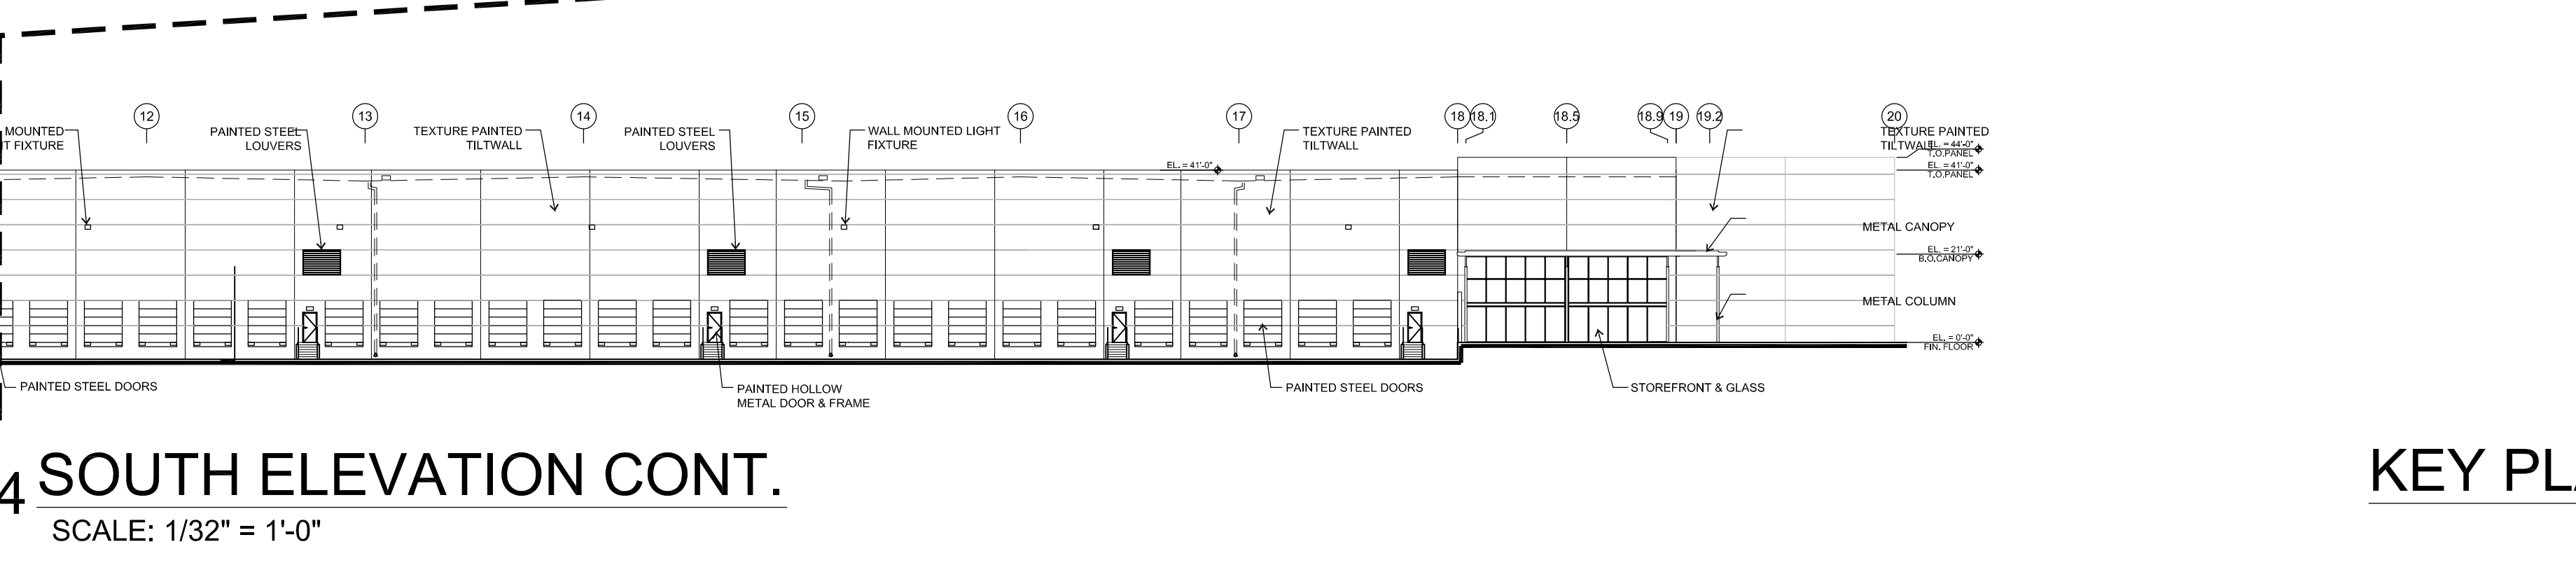 12
13
14
15
16
17
18
18.1
18.5
18.9
19
19.2
20
MOUNTED
FIXTURE
PAINTED STEEL
LOUVERS
TEXTURE PAINTED
TILTWALL
PAINTED STEEL
LOUVERS
WALL MOUNTED LIGHT
FIXTURE
TEXTURE PAINTED
TILTWALL
TEXTURE PAINTED
TILTWALL
EL. = 44'-0"
T.O.PANEL
EL. = 41'-0"
EL. = 41'-0"
T.O.PANEL
METAL CANOPY
EL. = 21'-0"
B.O.CANOPY
METAL COLUMN
EL. = 0'-0"
FIN. FLOOR
PAINTED STEEL DOORS
PAINTED HOLLOW
METAL DOOR & FRAME
PAINTED STEEL DOORS
STOREFRONT & GLASS
4 SOUTH ELEVATION CONT.
SCALE: 1/32" = 1'-0"
KEY PLA